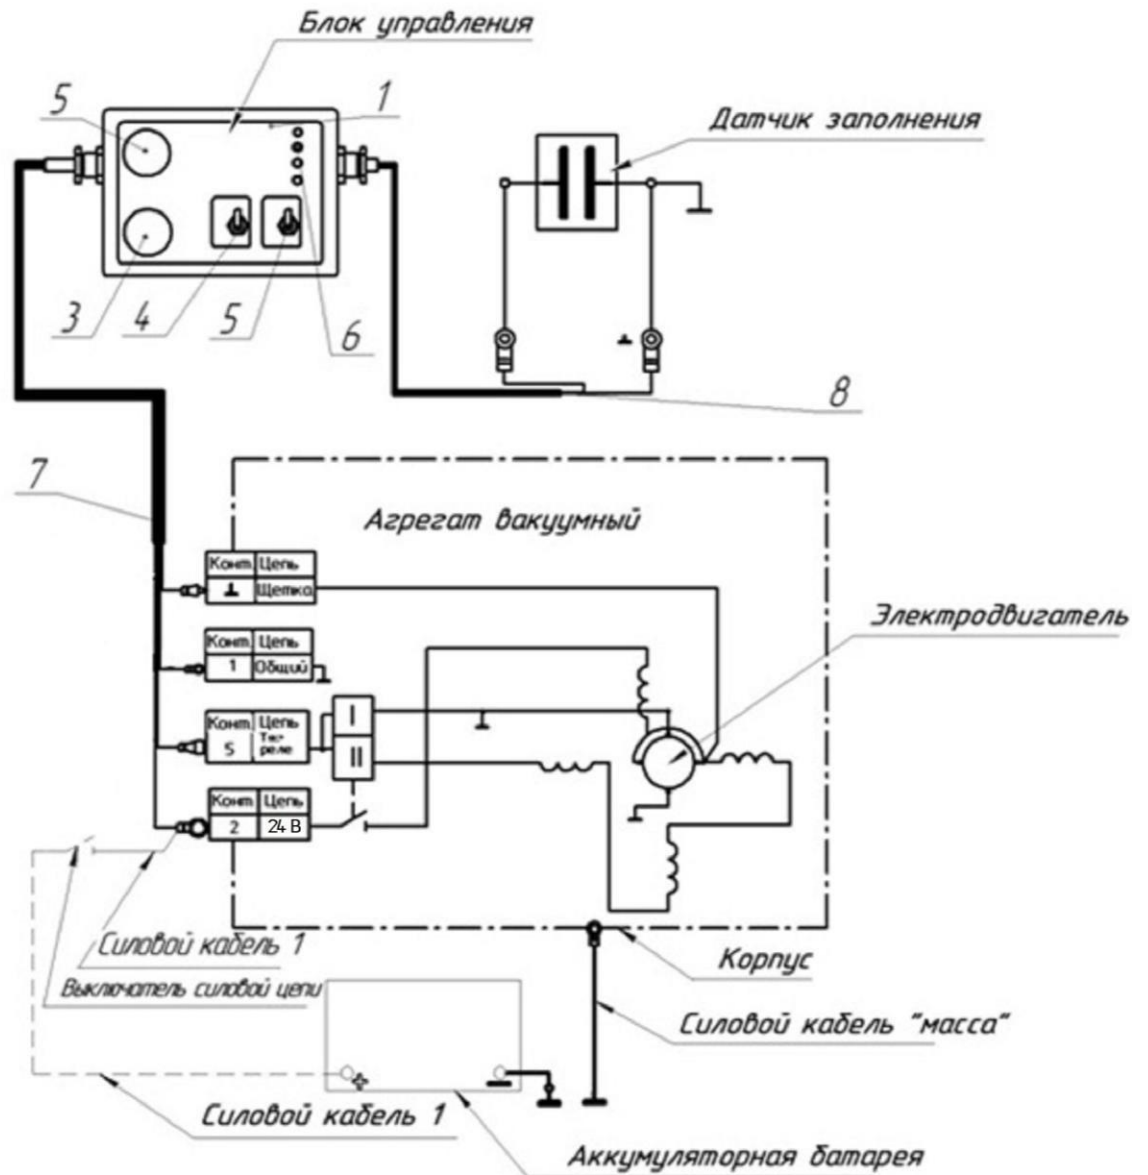 Блок управления
5
1
Датчик заполнения
3
4
5
6
8
7
Агрегат вакуумный
Конт. Цепь
Щетка
Электродвигатель
Конт. Цепь
1 Общий
I
Конт. Цепь
5 реле
II
Конт. Цепь
2 24 В
Силовой кабель 1
Корпус
Выключатель силовой цепи
Силовой кабель "масса"
+
−
Силовой кабель 1
Аккумуляторная батарея